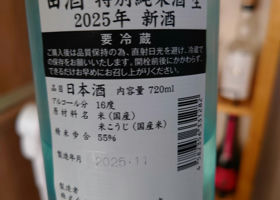 田酒 特別純米酒 生
2025年 新酒
要冷蔵
ご購入後は品質保持の為、直射日光を避け、冷蔵で
の保存をお願いいたします。開栓前後にかかわらず、
できるだけお早めにお召し上がりください。
品目 日本酒 内容量 720ml
アルコール分 16度
原材料名 米(国産)
米こうじ(国産米)
精米歩合 55%
製造年月 2025.11
製造者